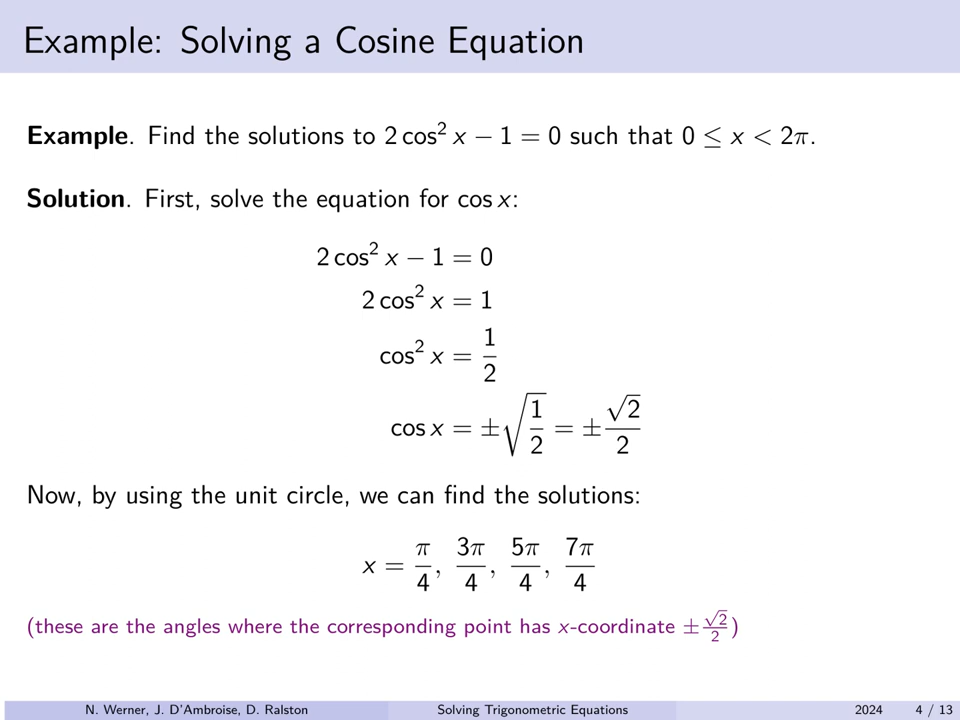 Example: Solving a Cosine Equation
Example. Find the solutions to 2 cos² x − 1 = 0 such that 0 ≤ x < 2π.
Solution. First, solve the equation for cos x:
2 cos² x − 1 = 0
2 cos² x = 1
cos² x = 1/2
cos x = ±√(1/2) = ±√2/2
Now, by using the unit circle, we can find the solutions:
x = π/4, 3π/4, 5π/4, 7π/4
(these are the angles where the corresponding point has x-coordinate ±√2/2)
N. Werner, J. D'Ambroise, D. Ralston Solving Trigonometric Equations 2024 4 / 13